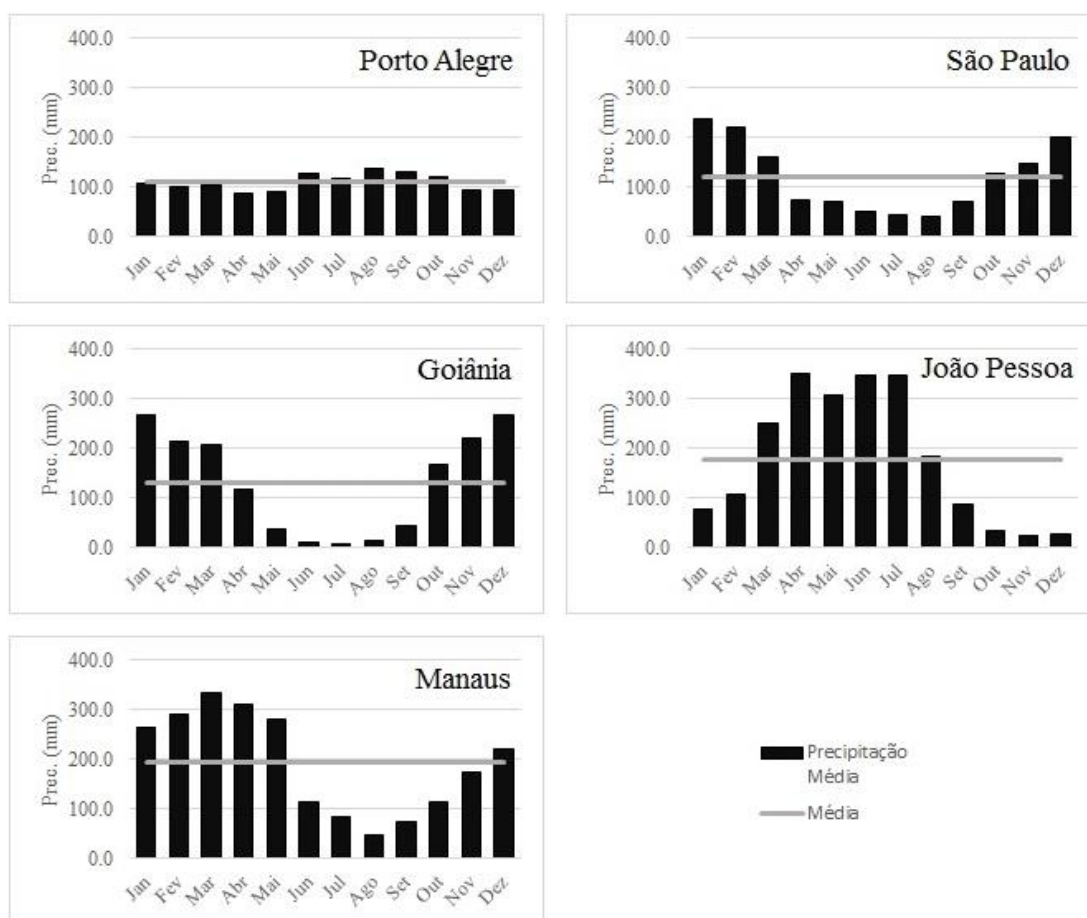 Porto Alegre
Prec. (mm)
400.0
300.0
200.0
100.0
0.0
Jan Fev Mar Abr Mai Jun Jul Ago Set Out Nov Dez
São Paulo
Prec. (mm)
400.0
300.0
200.0
100.0
0.0
Jan Fev Mar Abr Mai Jun Jul Ago Set Out Nov Dez
Goiânia
Prec. (mm)
400.0
300.0
200.0
100.0
0.0
Jan Fev Mar Abr Mai Jun Jul Ago Set Out Nov Dez
João Pessoa
Prec. (mm)
400.0
300.0
200.0
100.0
0.0
Jan Fev Mar Abr Mai Jun Jul Ago Set Out Nov Dez
Manaus
Prec. (mm)
400.0
300.0
200.0
100.0
0.0
Jan Fev Mar Abr Mai Jun Jul Ago Set Out Nov Dez
Precipitação
Média
Média